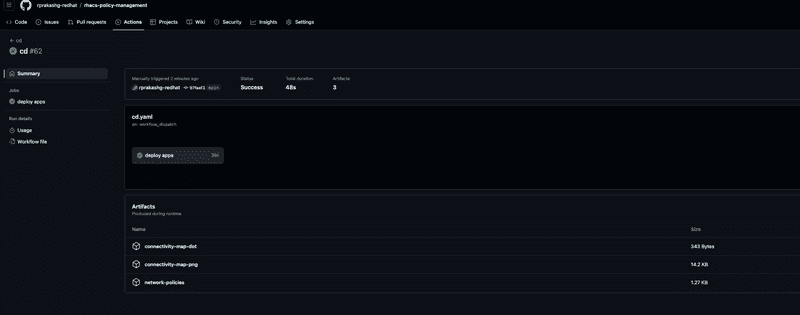 rprakashg-redhat / rhacs-policy-management
Code Issues Pull requests Actions Projects Wiki Security Insights Settings
← cd
cd #62
Summary
Jobs
deploy apps
Run details
Usage
Workflow file
Manually triggered 2 minutes ago Status Total duration Artifacts
rprakashg-redhat main Success 48s 3
cd.yaml
on: workflow_dispatch
deploy apps
Artifacts
Produced during runtime
Name Size
connectivity-map-dot 343 Bytes
connectivity-map-png 14.2 KB
network-policies 1.27 KB